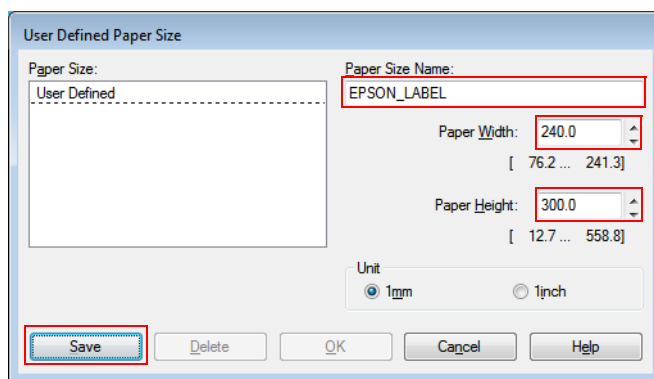 User Defined Paper Size
Paper Size:
User Defined
Paper Size Name:
EPSON_LABEL
Paper Width: 240.0
[ 76.2 ... 241.3]
Paper Height: 300.0
[ 12.7 ... 558.8]
Unit
1mm 1inch
Save Delete OK Cancel Help